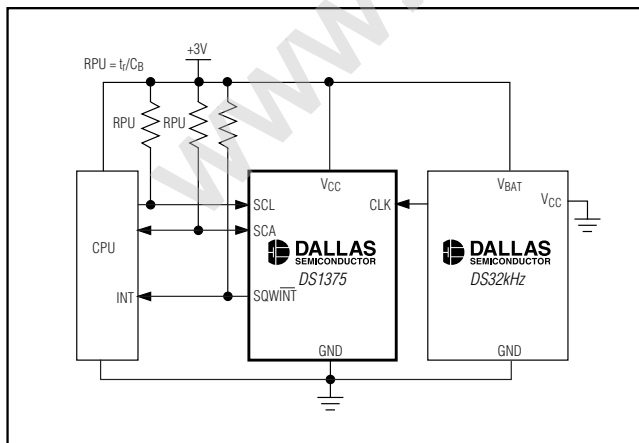 RPU = tr/CB
+3V
RPU
RPU
VCC
VBAT
VCC
SCL
CLK
SCA
CPU
DALLAS
SEMICONDUCTOR
DS1375
DALLAS
SEMICONDUCTOR
DS32kHz
INT
SQWINT
GND
GND
www.